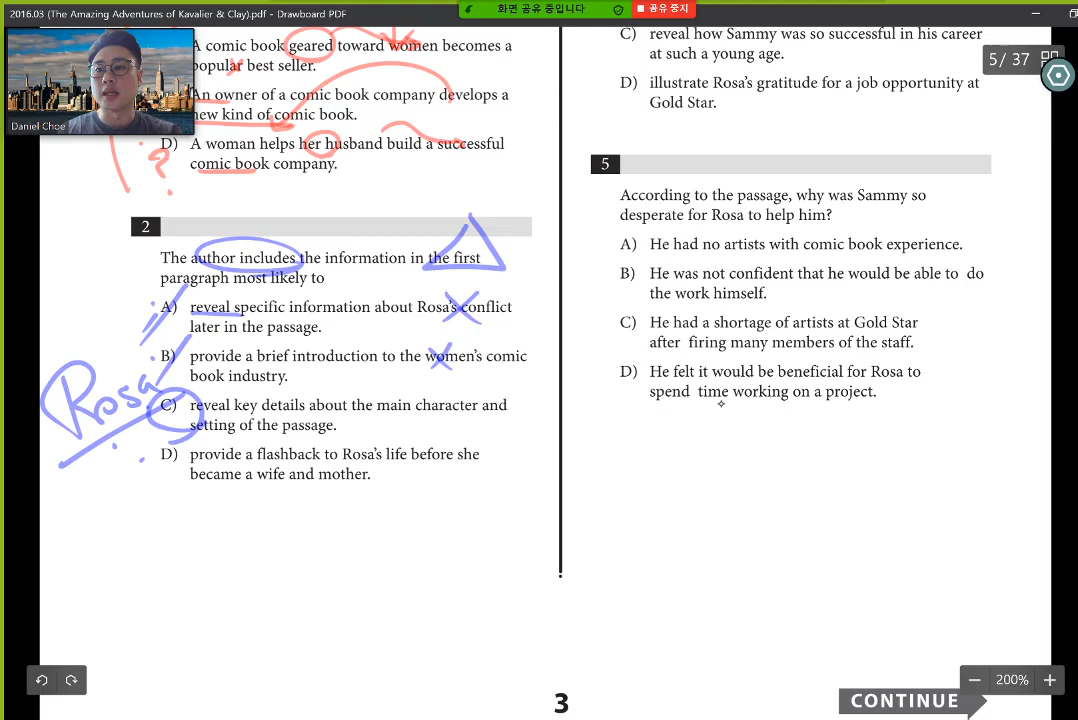 2016.03 (The Amazing Adventures of Kavalier & Clay).pdf - Drawboard PDF
화면 공유 중입니다
공유 중지
Daniel Choe
A comic book geared toward women becomes a
popular best seller.
An owner of a comic book company develops a
new kind of comic book.
D) A woman helps her husband build a successful
comic book company.
?
2
The author includes the information in the first
paragraph most likely to
A) reveal specific information about Rosa's conflict
later in the passage.
B) provide a brief introduction to the women's comic
book industry.
C) reveal key details about the main character and
setting of the passage.
D) provide a flashback to Rosa's life before she
became a wife and mother.
Rosa
C) reveal how Sammy was so successful in his career
at such a young age.
D) illustrate Rosa's gratitude for a job opportunity at
Gold Star.
5 / 37
5
According to the passage, why was Sammy so
desperate for Rosa to help him?
A) He had no artists with comic book experience.
B) He was not confident that he would be able to do
the work himself.
C) He had a shortage of artists at Gold Star
after firing many members of the staff.
D) He felt it would be beneficial for Rosa to
spend time working on a project.
200%
3
CONTINUE